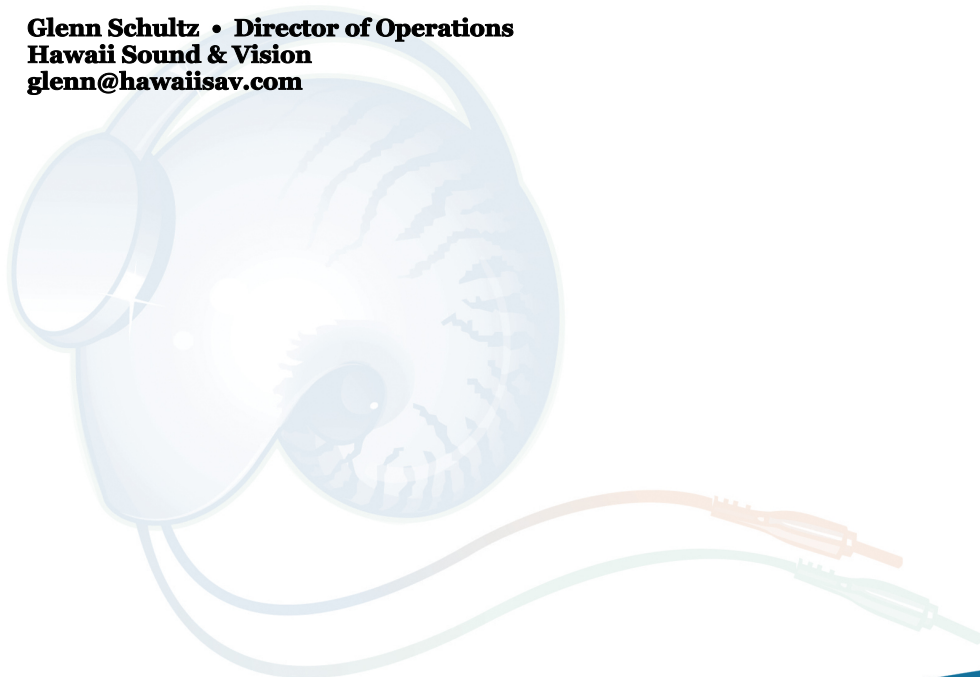 Glenn Schultz • Director of Operations
Hawaii Sound & Vision
glenn@hawaiisav.com